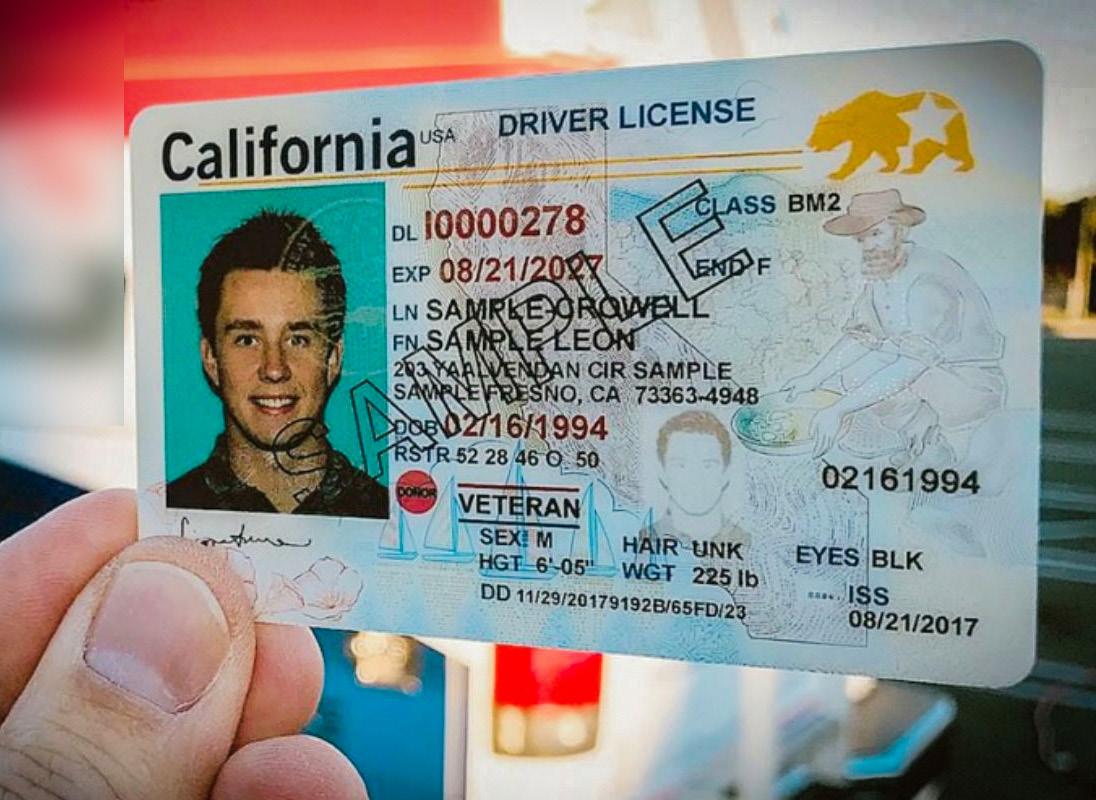 California USA DRIVER LICENSE
CLASS BM2
DL I0000278
EXP 08/21/2027
END F
LN SAMPLE-CROWELL
FN SAMPLE LEON
203 YAALVENDAN CIR SAMPLE
SAMPLE FRESNO, CA 73363-4948
DOB 02/16/1994
RSTR 52 28 46 O 50
SAMPLE
02161994
DONOR
VETERAN
SEX M
HAIR UNK
EYES BLK
HGT 6'-05"
WGT 225 lb
ISS
DD 11/29/20179192B/65FD/23
08/21/2017